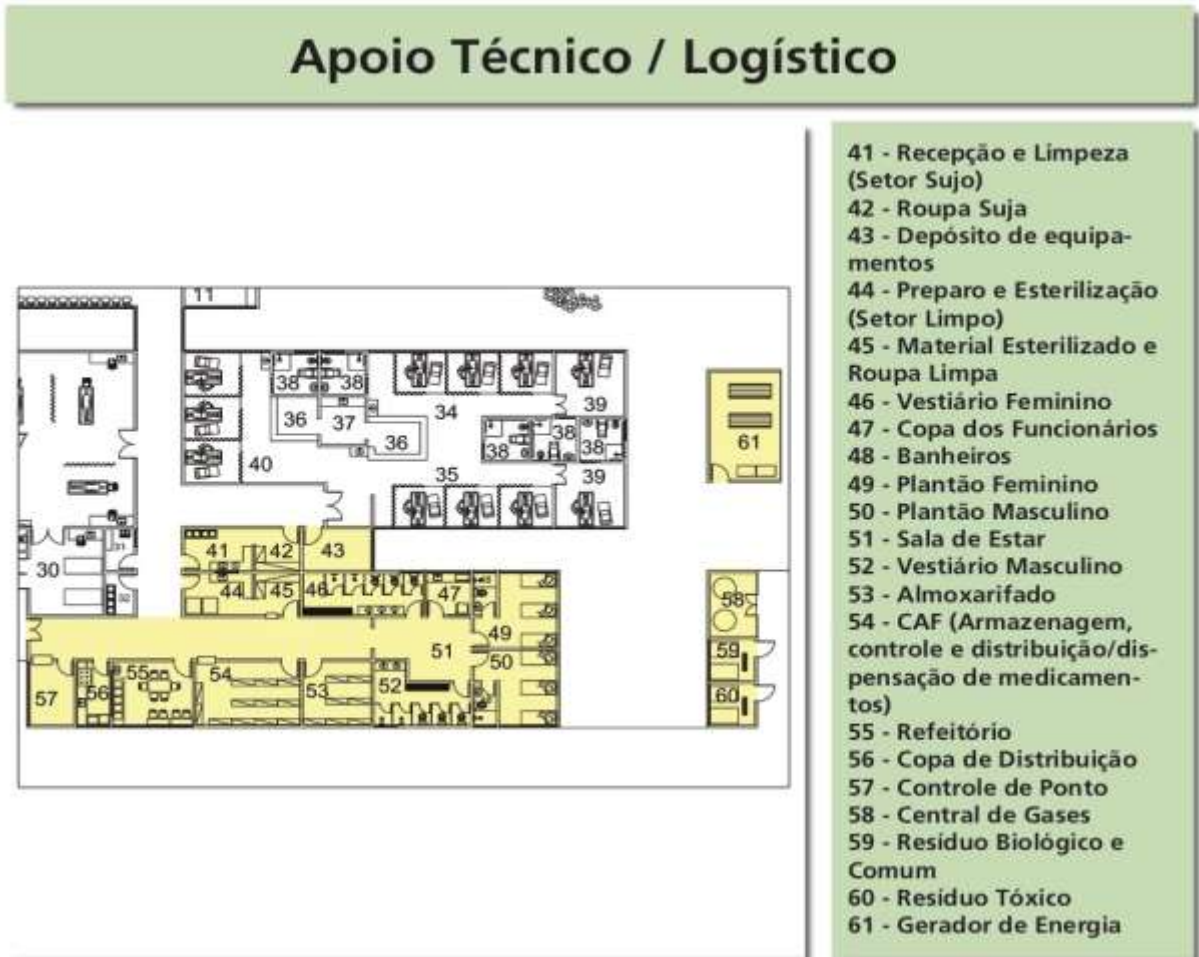 Apoio Técnico / Logístico
11
38 38
36 37 34 39
36 38 38 38
40 35 39
41 42 43
30 31
44 45 46 47
32
58
49
51 50
59
57 56 55 54 53 52
60
61
41 - Recepção e Limpeza
(Setor Sujo)
42 - Roupa Suja
43 - Depósito de equipa-
mentos
44 - Preparo e Esterilização
(Setor Limpo)
45 - Material Esterilizado e
Roupa Limpa
46 - Vestiário Feminino
47 - Copa dos Funcionários
48 - Banheiros
49 - Plantão Feminino
50 - Plantão Masculino
51 - Sala de Estar
52 - Vestiário Masculino
53 - Almoxarifado
54 - CAF (Armazenagem,
controle e distribuição/dis-
pensação de medicamen-
tos)
55 - Refeitório
56 - Copa de Distribuição
57 - Controle de Ponto
58 - Central de Gases
59 - Resíduo Biológico e
Comum
60 - Resíduo Tóxico
61 - Gerador de Energia